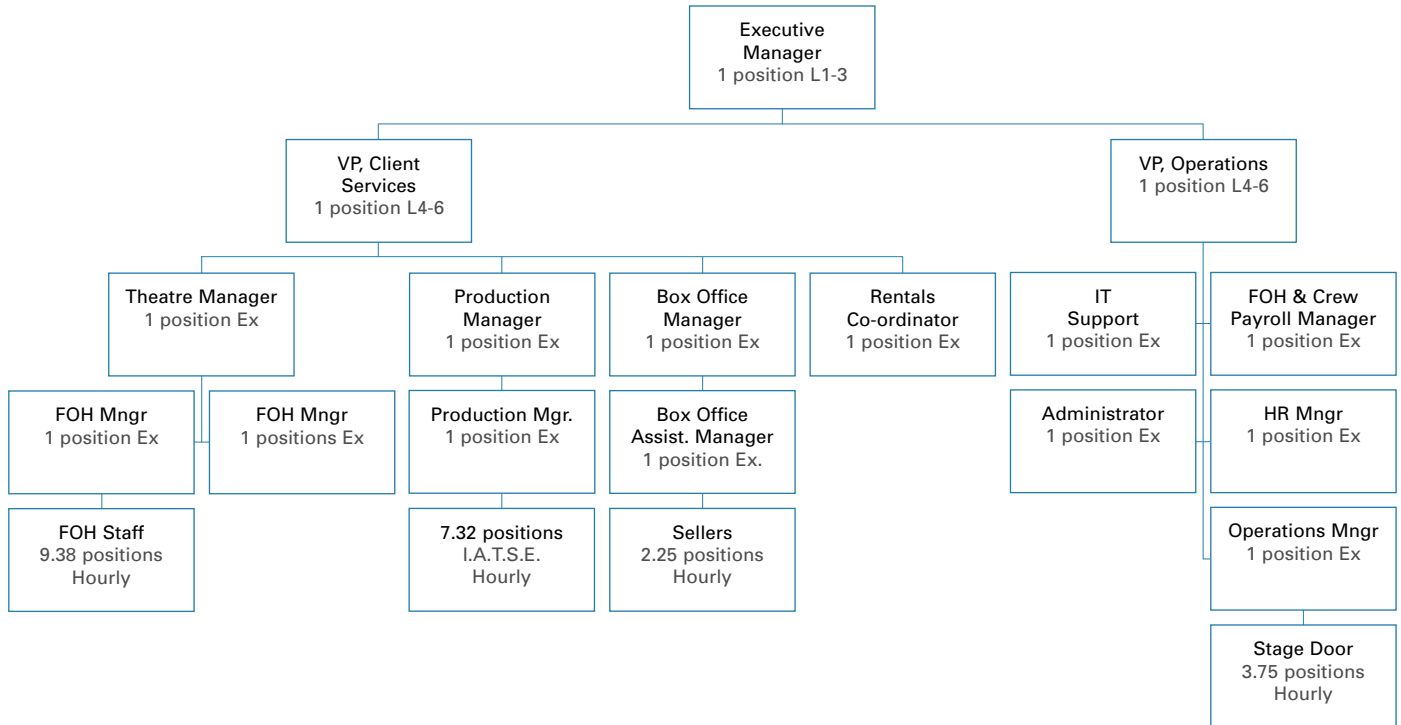 Executive
Manager
1 position L1-3
VP, Client
Services
1 position L4-6
VP, Operations
1 position L4-6
Theatre Manager
1 position Ex
Production
Manager
1 position Ex
Box Office
Manager
1 position Ex
Rentals
Co-ordinator
1 position Ex
IT
Support
1 position Ex
FOH & Crew
Payroll Manager
1 position Ex
FOH Mngr
1 position Ex
FOH Mngr
1 positions Ex
Production Mgr.
1 position Ex
Box Office
Assist. Manager
1 position Ex.
Administrator
1 position Ex
HR Mngr
1 position Ex
FOH Staff
9.38 positions
Hourly
7.32 positions
I.A.T.S.E.
Hourly
Sellers
2.25 positions
Hourly
Operations Mngr
1 position Ex
Stage Door
3.75 positions
Hourly